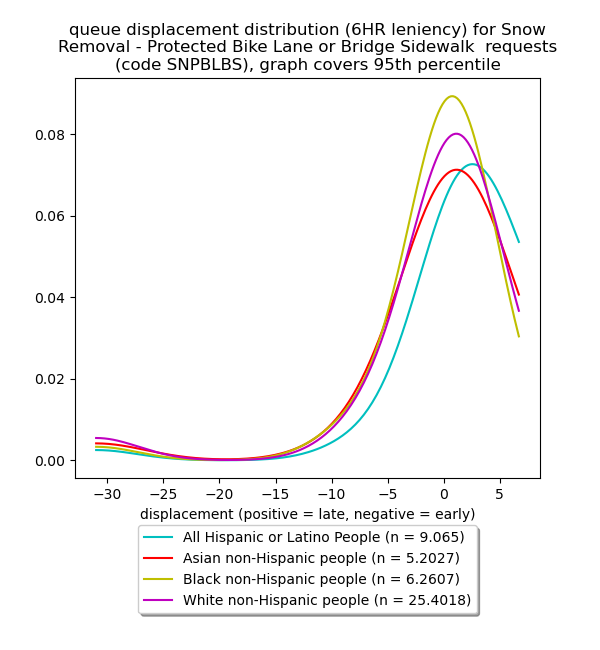 queue displacement distribution (6HR leniency) for Snow
Removal - Protected Bike Lane or Bridge Sidewalk  requests
(code SNPBLBS), graph covers 95th percentile
0.08
0.06
0.04
0.02
0.00
−30 −25 −20 −15 −10 −5 0 5
displacement (positive = late, negative = early)
All Hispanic or Latino People (n = 9.065)
Asian non-Hispanic people (n = 5.2027)
Black non-Hispanic people (n = 6.2607)
White non-Hispanic people (n = 25.4018)